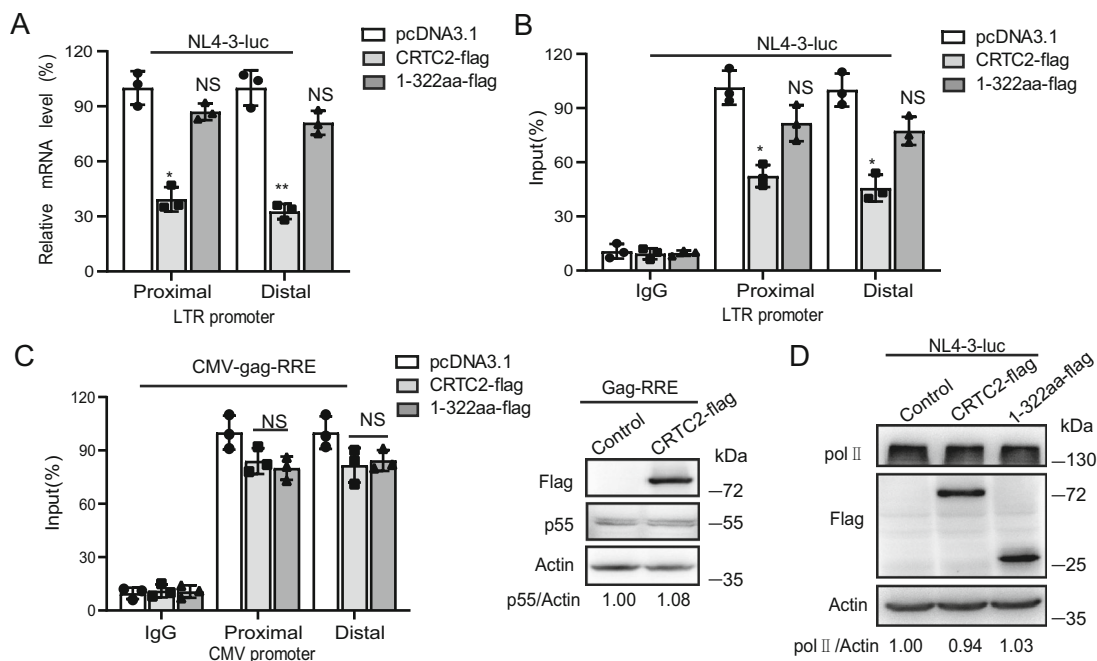 A
NL4-3-luc
pcDNA3.1
CRTC2-flag
1-322aa-flag
Relative mRNA level (%)
120
90
60
30
0
*
NS
**
NS
Proximal
Distal
LTR promoter
B
NL4-3-luc
pcDNA3.1
CRTC2-flag
1-322aa-flag
Input(%)
120
90
60
30
0
*
NS
*
NS
IgG
Proximal
Distal
LTR promoter
C
CMV-gag-RRE
pcDNA3.1
CRTC2-flag
1-322aa-flag
Input(%)
120
90
60
30
0
NS
NS
IgG
Proximal
Distal
CMV promoter
Gag-RRE
Control
CRTC2-flag
kDa
Flag
—72
p55
—55
Actin
—35
p55/Actin 1.00 1.08
D
NL4-3-luc
Control
CRTC2-flag
1-322aa-flag
kDa
pol Ⅱ
—130
—72
Flag
—25
Actin
—35
pol Ⅱ /Actin 1.00 0.94 1.03